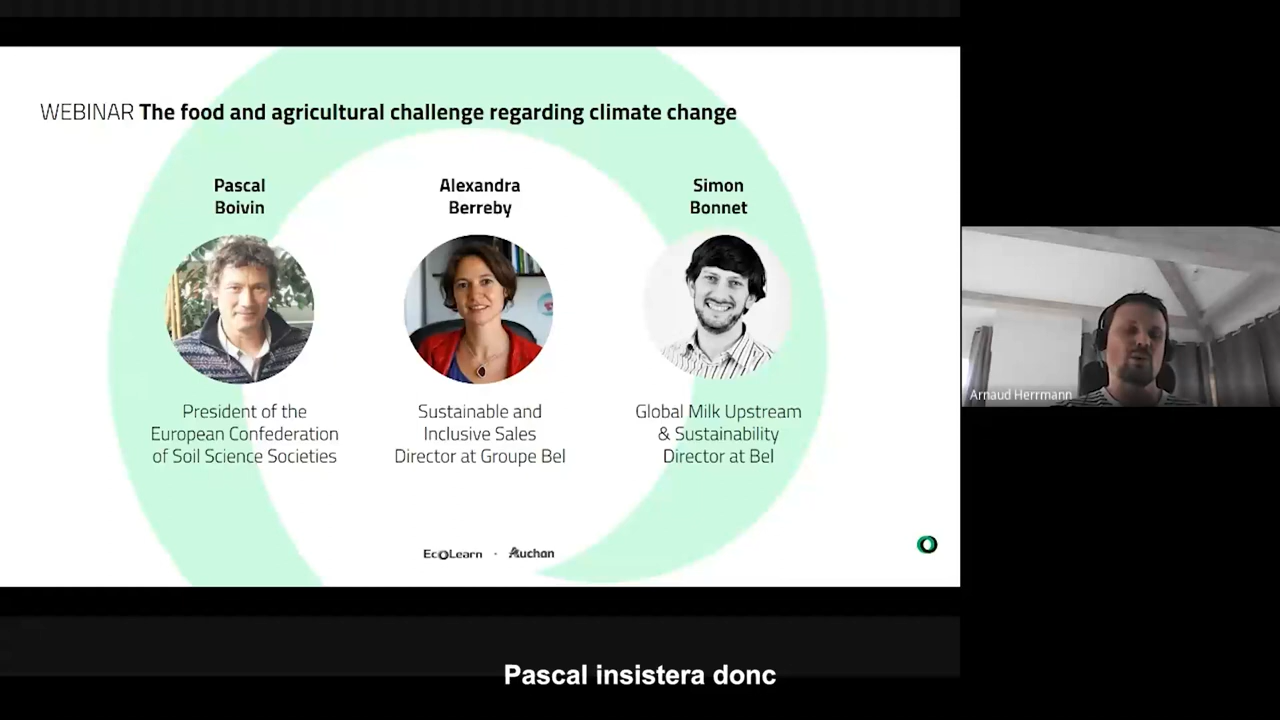 WEBINAR The food and agricultural challenge regarding climate change
Pascal
Boivin
Alexandra
Berreby
Simon
Bonnet
President of the
European Confederation
of Soil Science Societies
Sustainable and
Inclusive Sales
Director at Groupe Bel
Global Milk Upstream
& Sustainability
Director at Bel
EcOLearn - Auchan
Arnaud Herrmann
Pascal insistera donc